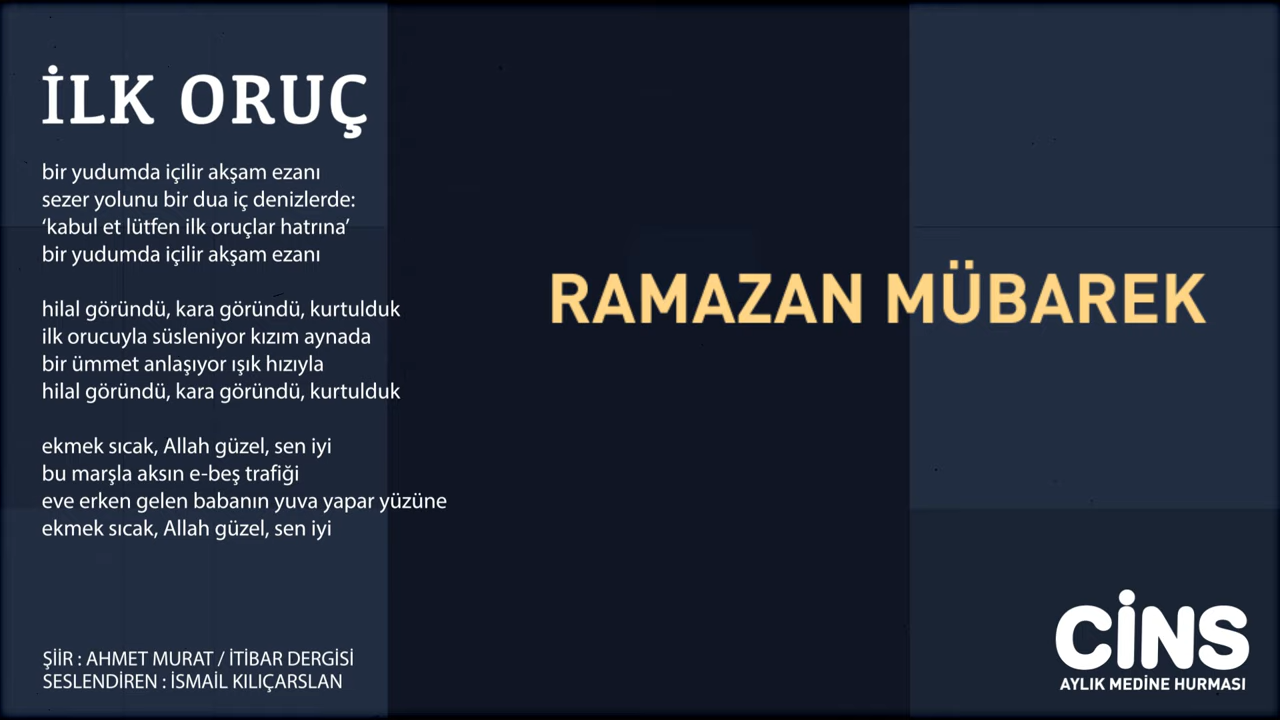 İLK ORUÇ
bir yudumda içilir akşam ezanı
sezer yolunu bir dua iç denizlerde:
‘kabul et lütfen ilk oruçlar hatrına’
bir yudumda içilir akşam ezanı
hilal göründü, kara göründü, kurtulduk
ilk orucuyla süsleniyor kızım aynada
bir ümmet anlaşıyor ışık hızıyla
hilal göründü, kara göründü, kurtulduk
ekmek sıcak, Allah güzel, sen iyi
bu marşla aksın e-beş trafiği
eve erken gelen babanın yuva yapar yüzüne
ekmek sıcak, Allah güzel, sen iyi
ŞİİR : AHMET MURAT / İTİBAR DERGİSİ
SESLENDİREN : İSMAİL KILIÇARSLAN
RAMAZAN MÜBAREK
CİNS
AYLIK MEDİNE HURMASI